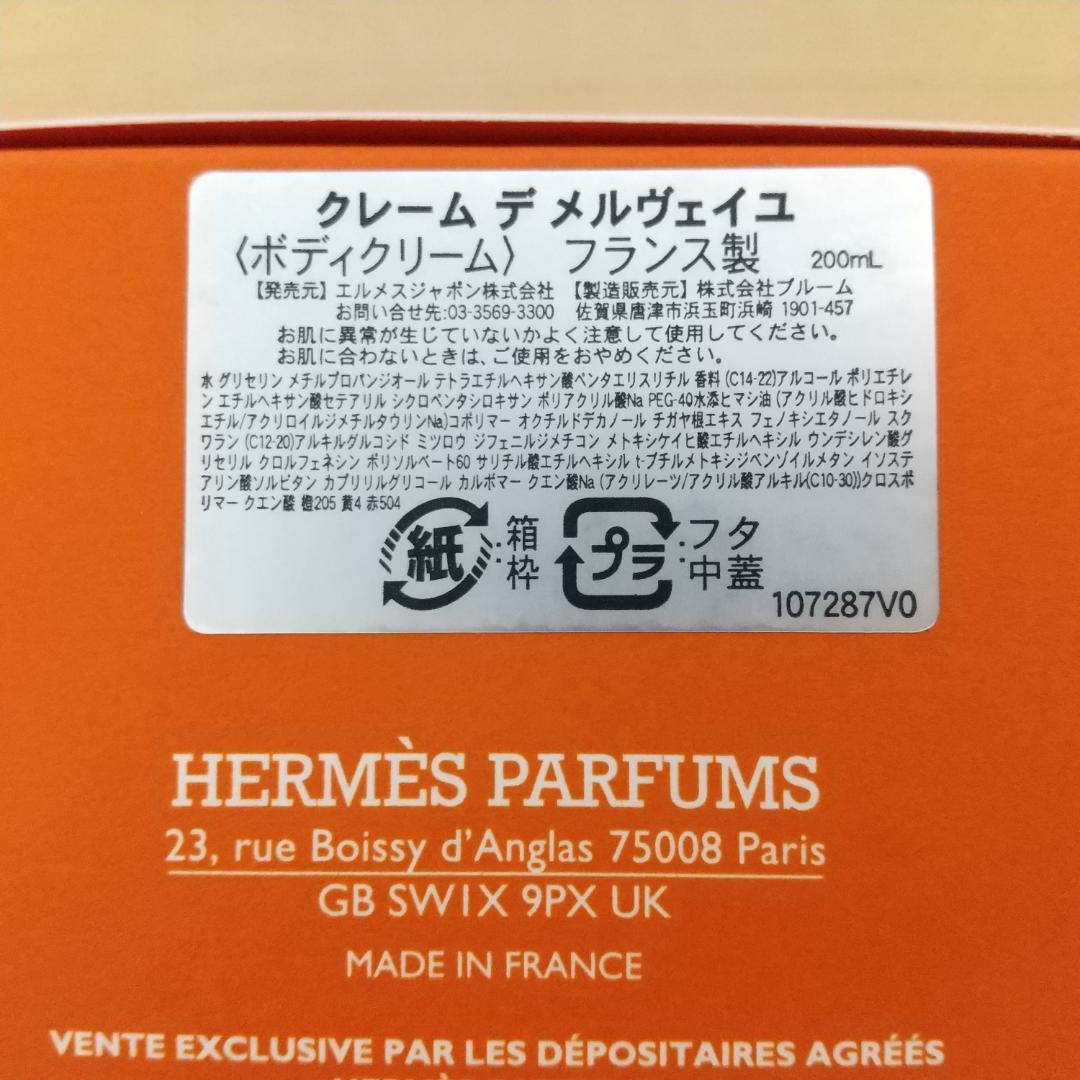 クレーム デ メルヴェイユ
〈ボディクリーム〉 フランス製 200mL
【発売元】エルメスジャポン株式会社 【製造販売元】株式会社ブルーム
お問い合せ先:03-3569-3300 佐賀県唐津市浜玉町浜崎 1901-457
お肌に異常が生じていないかよく注意して使用してください。
お肌に合わないときは、ご使用をおやめください。
水 グリセリン メチルプロパンジオール テトラエチルヘキサン酸ペンタエリスリチル 香料 (C14-22)アルコール ポリエチレ
ン エチルヘキサン酸セテアリル シクロペンタシロキサン ポリアクリル酸Na PEG-40水添ヒマシ油 (アクリル酸ヒドロキシ
エチル/アクリロイルジメチルタウリンNa)コポリマー オクチルドデカノール チガヤ根エキス フェノキシエタノール スク
ワラン (C12-20)アルキルグルコシド ミツロウ ジフェニルジメチコン メトキシケイヒ酸エチルヘキシル ウンデシレン酸グ
リセリル クロルフェネシン ポリソルベート60 サリチル酸エチルヘキシル t-ブチルメトキシジベンゾイルメタン イソステ
アリン酸ソルビタン カプリリルグリコール カルボマー クエン酸Na (アクリレーツ/アクリル酸アルキル(C10-30))クロスポ
リマー クエン酸 橙205 黄4 赤504
紙:箱 プラ:フタ
枠 中蓋
107287V0
HERMÈS PARFUMS
23, rue Boissy d'Anglas 75008 Paris
GB SW1X 9PX UK
MADE IN FRANCE
VENTE EXCLUSIVE PAR LES DÉPOSITAIRES AGRÉÉS